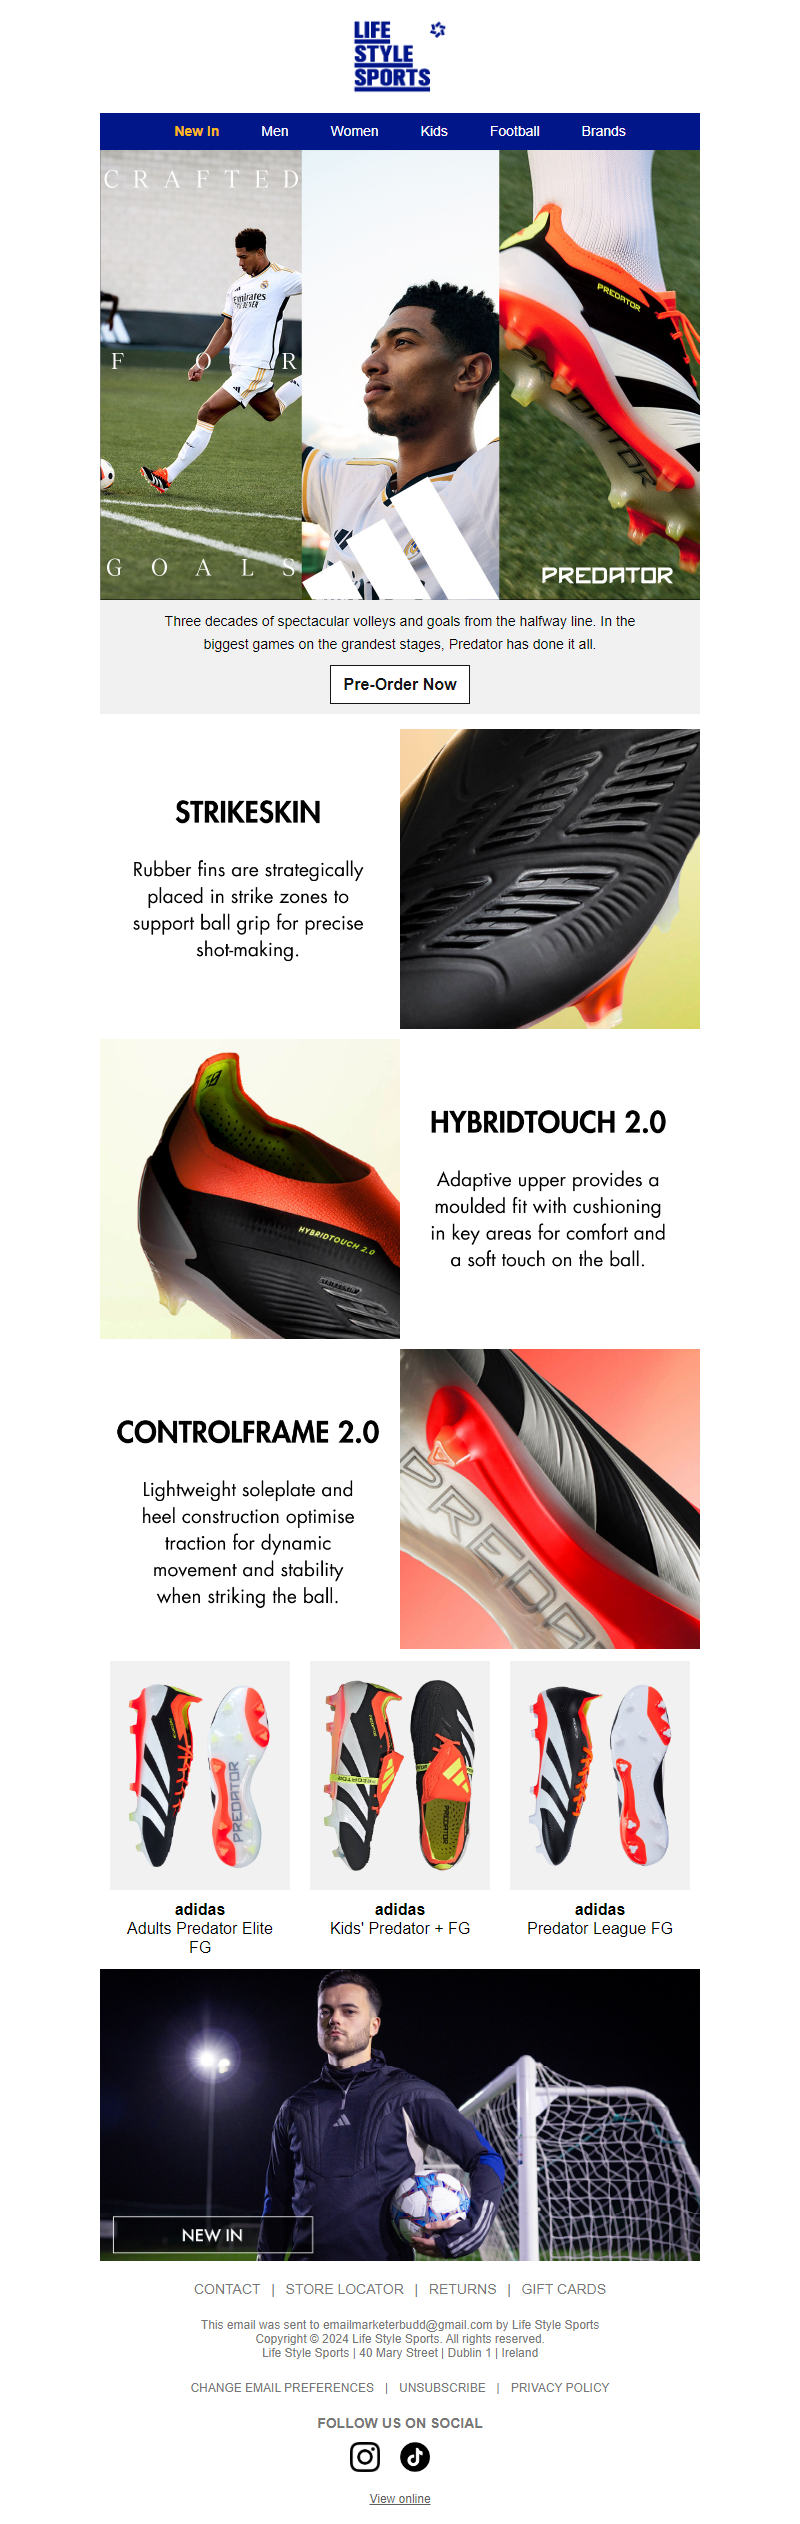 LIFE
STYLE
SPORTS
New In Men Women Kids Football Brands
CRAFTED
FOR
GOALS
Emirates
FLY BETTER
PREDATOR
PREDATOR
PREDATOR
Three decades of spectacular volleys and goals from the halfway line. In the
biggest games on the grandest stages, Predator has done it all.
Pre-Order Now
STRIKESKIN
Rubber fins are strategically
placed in strike zones to
support ball grip for precise
shot-making.
HYBRIDTOUCH 2.0
STRIKESKIN
HYBRIDTOUCH 2.0
Adaptive upper provides a
moulded fit with cushioning
in key areas for comfort and
a soft touch on the ball.
CONTROLFRAME 2.0
Lightweight soleplate and
heel construction optimise
traction for dynamic
movement and stability
when striking the ball.
PREDATO
PREDATOR
PREDATOR
PREDATOR
adidas
Adults Predator Elite
FG
adidas
Kids' Predator + FG
adidas
Predator League FG
NEW IN
CONTACT | STORE LOCATOR | RETURNS | GIFT CARDS
This email was sent to emailmarketerbudd@gmail.com by Life Style Sports
Copyright © 2024 Life Style Sports. All rights reserved.
Life Style Sports | 40 Mary Street | Dublin 1 | Ireland
CHANGE EMAIL PREFERENCES | UNSUBSCRIBE | PRIVACY POLICY
FOLLOW US ON SOCIAL
View online